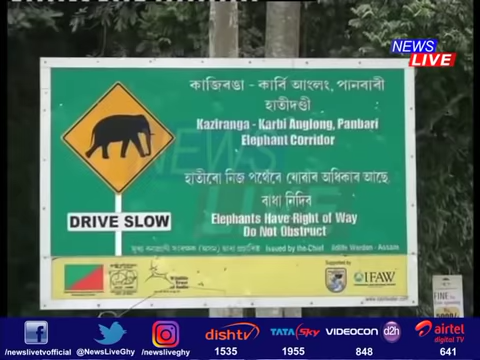 NEWS
LIVE
কাজিৰঙা - কাৰ্বি আংলং, পানবাৰী
হাতীদণ্ডী
Kaziranga - Karbi Anglong, Panbari
Elephant Corridor
হাতীৰো নিজ পথেৰে যোৱাৰ অধিকাৰ আছে
বাধা নিদিব
Elephants Have Right of Way
Do Not Obstruct
DRIVE SLOW
Issued by the Chief Wildlife Warden - Assam
Supported by
IFAW
FINE
/newslivetvofficial
@NewsLiveGhy
/newsliveghy
dishtv
1535
TATA Sky
1955
VIDEOCON d2h
848
airtel
digital TV
641